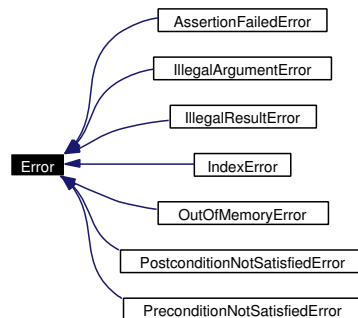 AssertionFailedError
IllegalArgumentError
IllegalResultError
Error
IndexError
OutOfMemoryError
PostconditionNotSatisfiedError
PreconditionNotSatisfiedError